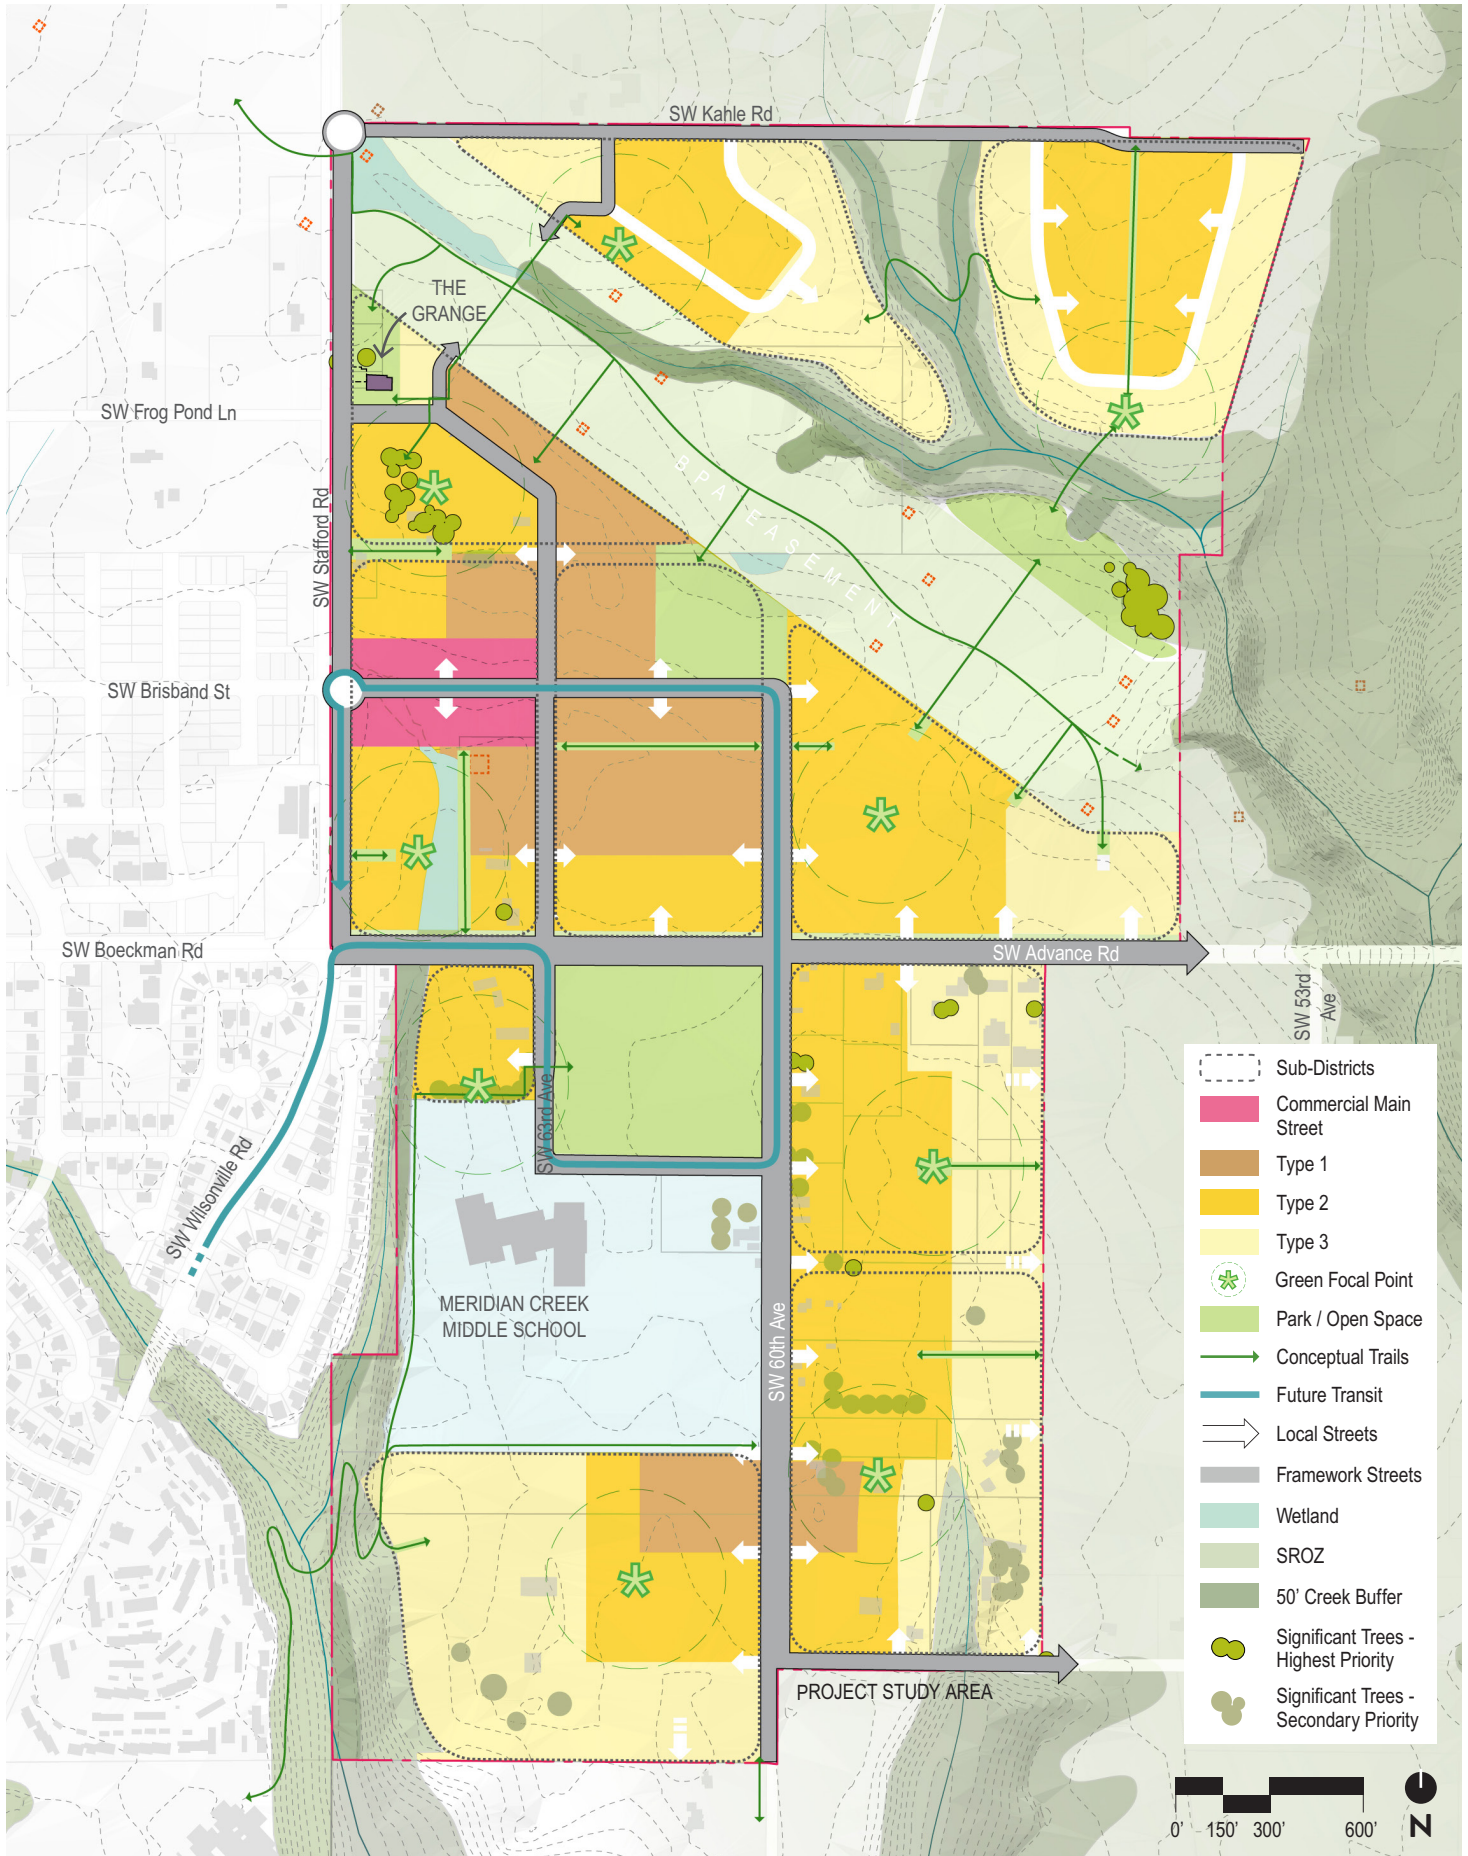 SW Kahle Rd
THE
GRANGE
SW Frog Pond Ln
SW Stafford Rd
BPA EASEMENT
SW Brisband St
SW Boeckman Rd
SW Advance Rd
SW 53rd
Ave
SW 63rd Ave
SW Wilsonville Rd
MERIDIAN CREEK
MIDDLE SCHOOL
SW 60th Ave
PROJECT STUDY AREA
Sub-Districts
Commercial Main
Street
Type 1
Type 2
Type 3
Green Focal Point
Park / Open Space
Conceptual Trails
Future Transit
Local Streets
Framework Streets
Wetland
SROZ
50' Creek Buffer
Significant Trees -
Highest Priority
Significant Trees -
Secondary Priority
0' 150' 300' 600'
N